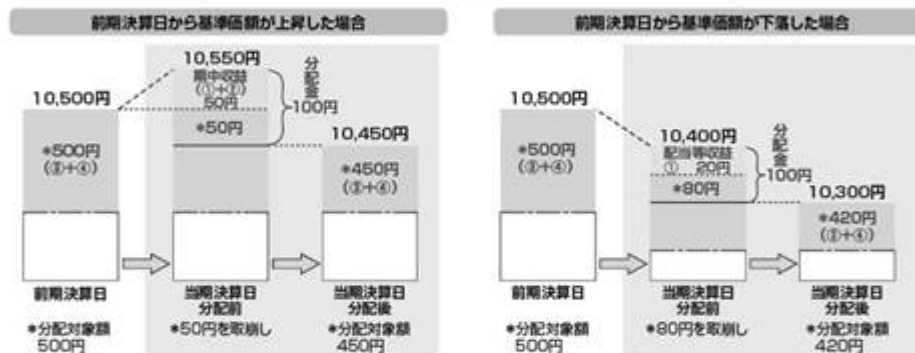 前期決算日から基準価額が上昇した場合
10,550円
期中収益
(①+②)
50円
*50円
分配金
100円
10,500円
*500円
(③+④)
10,450円
*450円
(③+④)
前期決算日
当期決算日
分配前
当期決算日
分配後
*分配対象額
500円
*50円を取崩し
*分配対象額
450円
前期決算日から基準価額が下落した場合
10,500円
*500円
(③+④)
10,400円
配当等収益
① 20円
*80円
分配金
100円
10,300円
*420円
(③+④)
前期決算日
当期決算日
分配前
当期決算日
分配後
*分配対象額
500円
*80円を取崩し
*分配対象額
420円